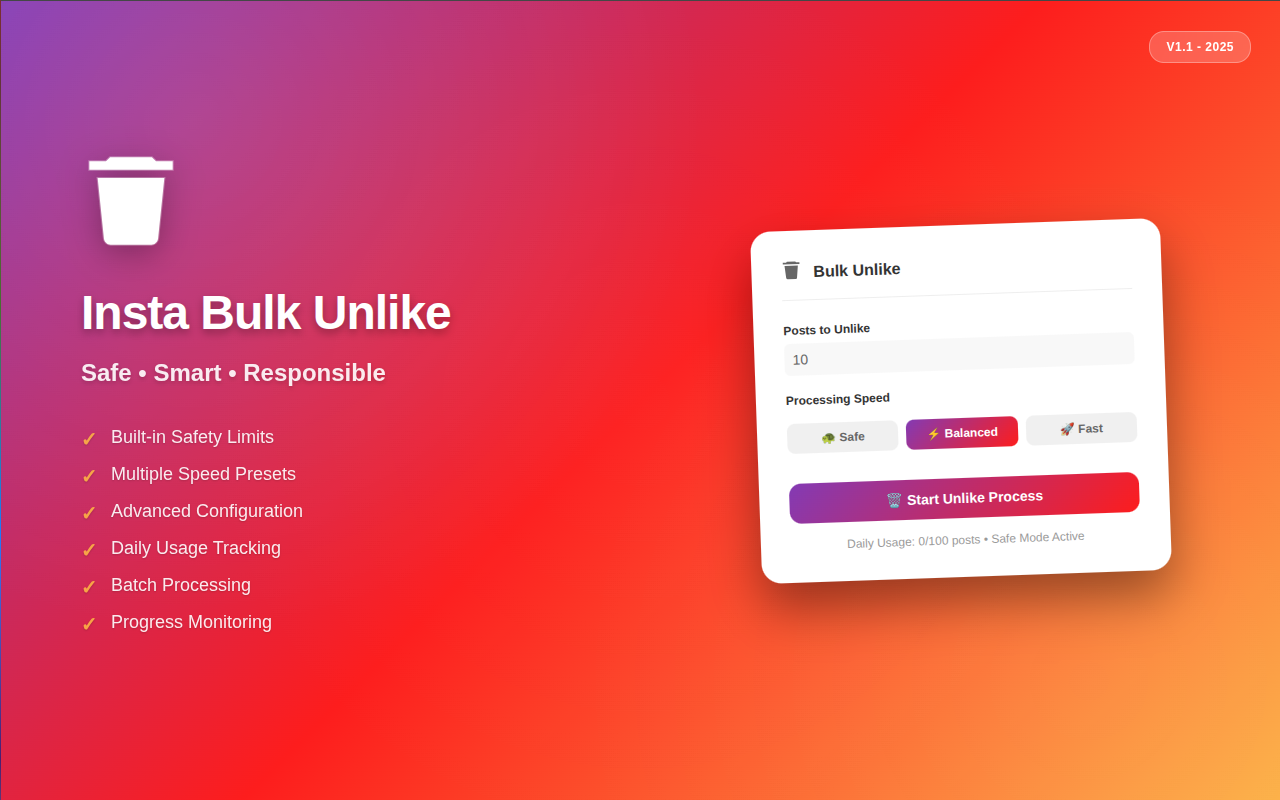 V1.1 - 2025
Insta Bulk Unlike
Safe • Smart • Responsible
✓ Built-in Safety Limits
✓ Multiple Speed Presets
✓ Advanced Configuration
✓ Daily Usage Tracking
✓ Batch Processing
✓ Progress Monitoring
Bulk Unlike
Posts to Unlike
10
Processing Speed
🐢 Safe ⚡ Balanced 🚀 Fast
🗑️ Start Unlike Process
Daily Usage: 0/100 posts • Safe Mode Active